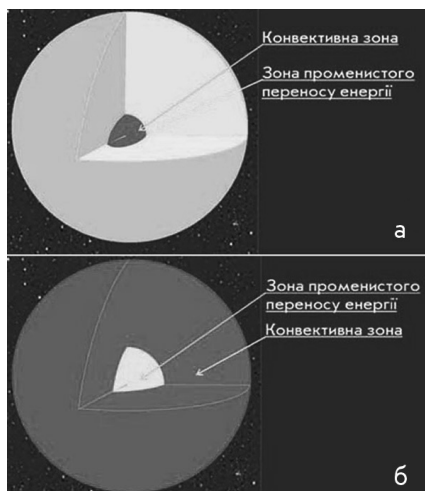 Конвективна зона
Зона променистого
переносу енергії
а
Зона променистого
переносу енергії
Конвективна зона
б